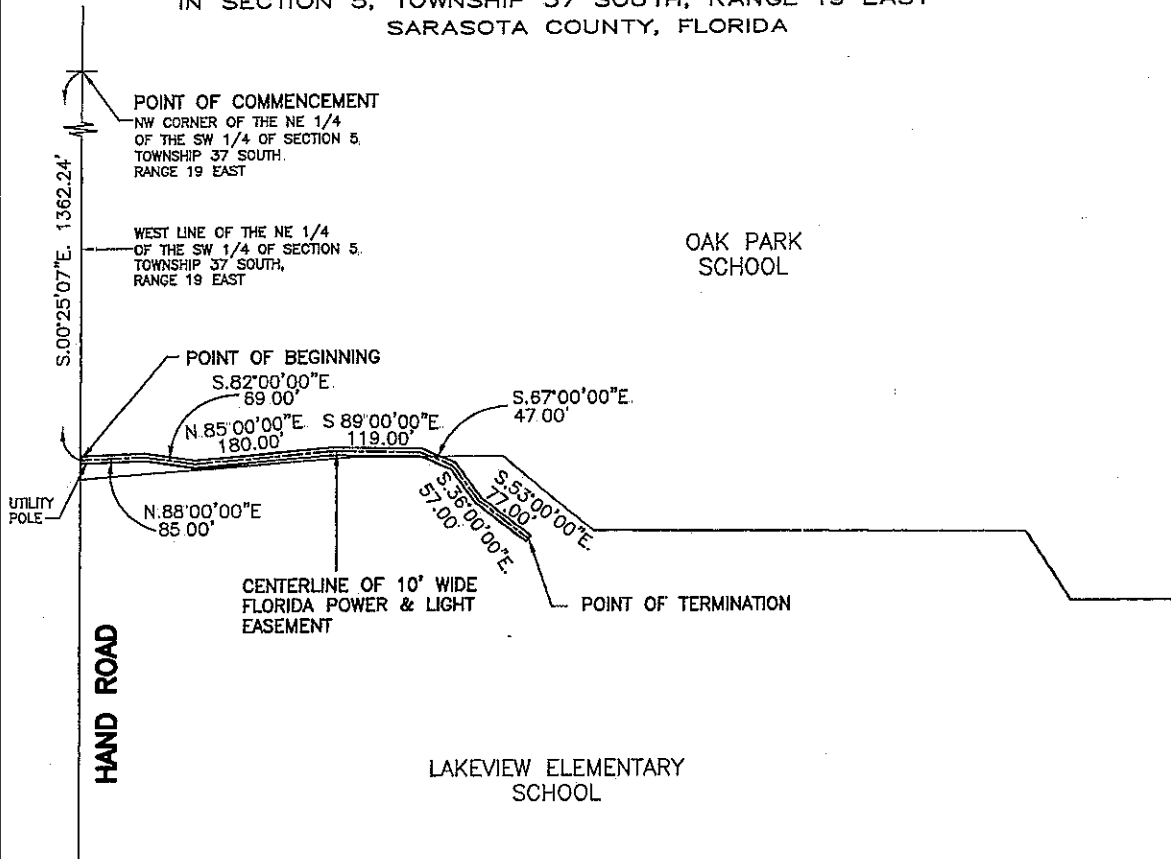 IN SECTION 5, TOWNSHIP 37 SOUTH, RANGE 19 EAST
SARASOTA COUNTY, FLORIDA
POINT OF COMMENCEMENT
NW CORNER OF THE NE 1/4
OF THE SW 1/4 OF SECTION 5,
TOWNSHIP 37 SOUTH.
RANGE 19 EAST
S.00°25'07"E. 1362.24'
WEST LINE OF THE NE 1/4
OF THE SW 1/4 OF SECTION 5,
TOWNSHIP 37 SOUTH,
RANGE 19 EAST
OAK PARK
SCHOOL
POINT OF BEGINNING
S.82°00'00"E.
69.00'
N.85°00'00"E.
180.00'
S 89°00'00"E.
119.00'
S.67°00'00"E.
47.00'
UTILITY
POLE
N.88°00'00"E
85.00'
S.36°00'00"E.
57.00'
S.53°00'00"E.
77.00'
CENTERLINE OF 10' WIDE
FLORIDA POWER & LIGHT
EASEMENT
POINT OF TERMINATION
HAND ROAD
LAKEVIEW ELEMENTARY
SCHOOL